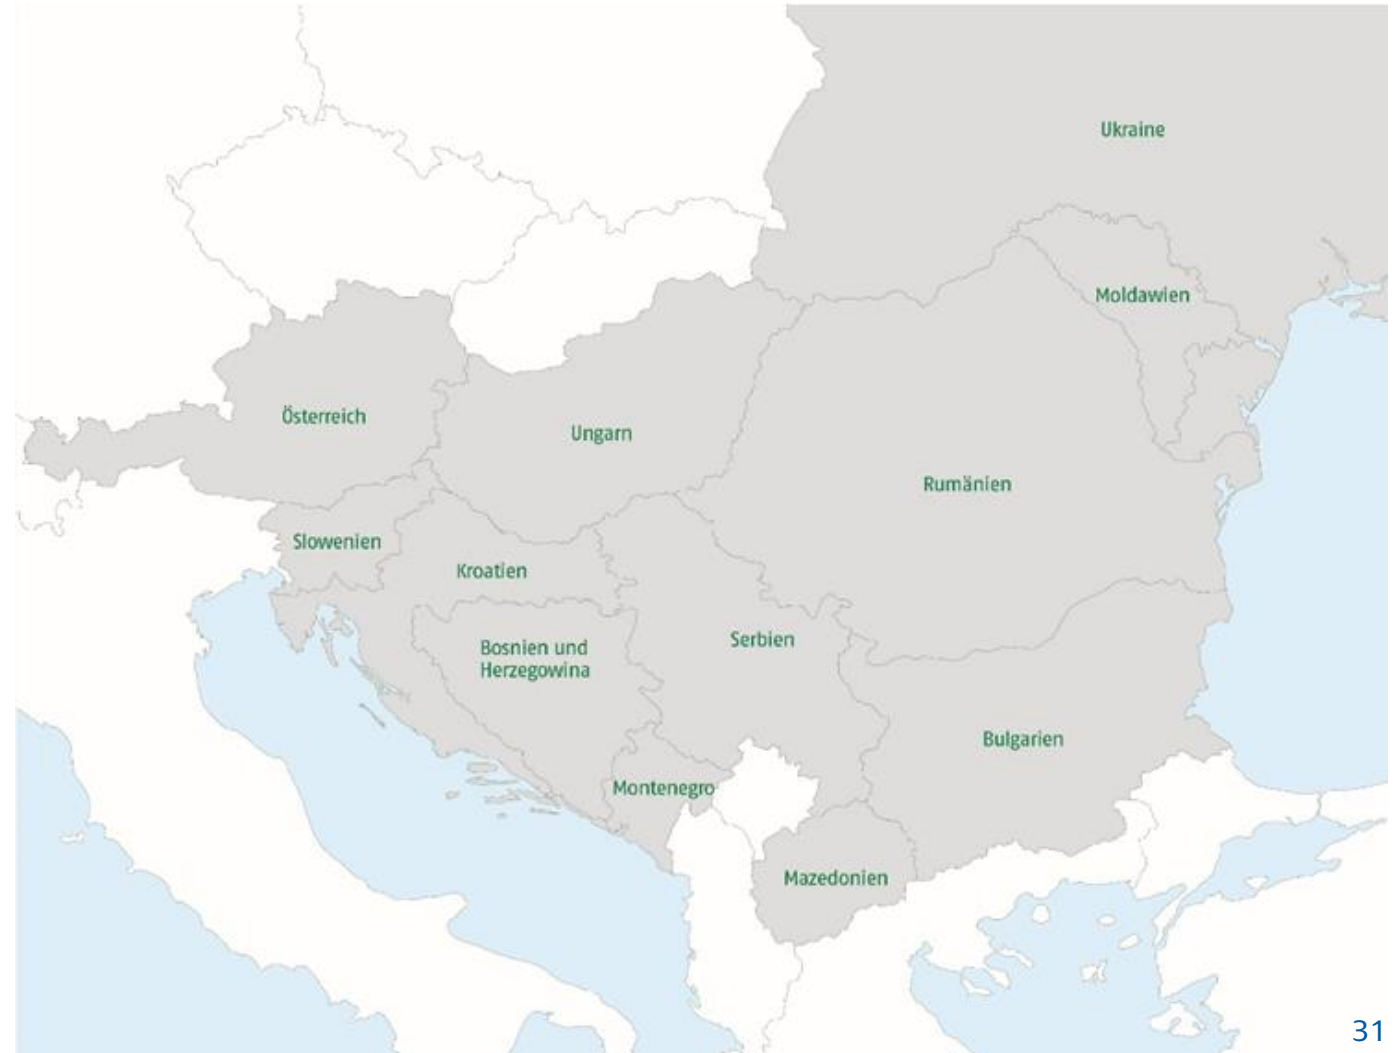 Ukraine
Moldawien
Österreich
Ungarn
Rumänien
Slowenien
Kroatien
Bosnien und
Herzegowina
Serbien
Bulgarien
Montenegro
Mazedonien
31